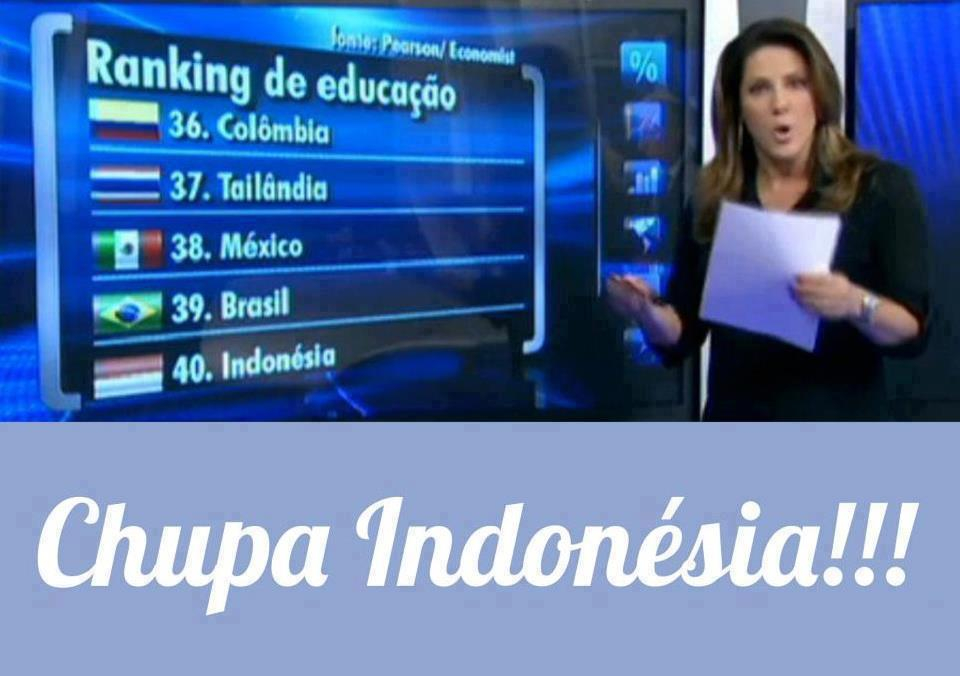 fonte: Pearson/ Economist
Ranking de educação
36. Colômbia
37. Tailândia
38. México
39. Brasil
40. Indonésia
%
Chupa Indonésia!!!